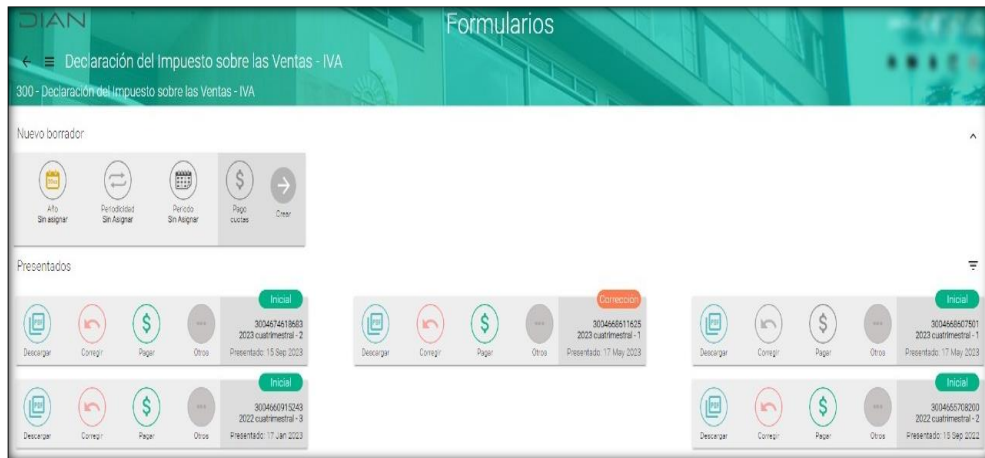 DIAN
Formularios
Declaración del Impuesto sobre las Ventas - IVA
300 - Declaración del Impuesto sobre las Ventas - IVA
Nuevo borrador
Año
Sin asignar
Periodicidad
Sin Asignar
Periodo
Sin Asignar
Pago
cuotas
Crear
Presentados
Inicial
3004674618683
2023 cuatrimestral - 2
Presentado: 15 Sep 2023
Descargar
Corregir
Pagar
Otros
Corrección
3004668611625
2023 cuatrimestral - 1
Presentado: 17 May 2023
Descargar
Corregir
Pagar
Otros
Inicial
3004668607501
2023 cuatrimestral - 1
Presentado: 17 May 2023
Descargar
Corregir
Pagar
Otros
Inicial
3004660915243
2022 cuatrimestral - 3
Presentado: 17 Jan 2023
Descargar
Corregir
Pagar
Otros
Inicial
3004655708200
2022 cuatrimestral - 2
Presentado: 15 Sep 2022
Descargar
Corregir
Pagar
Otros